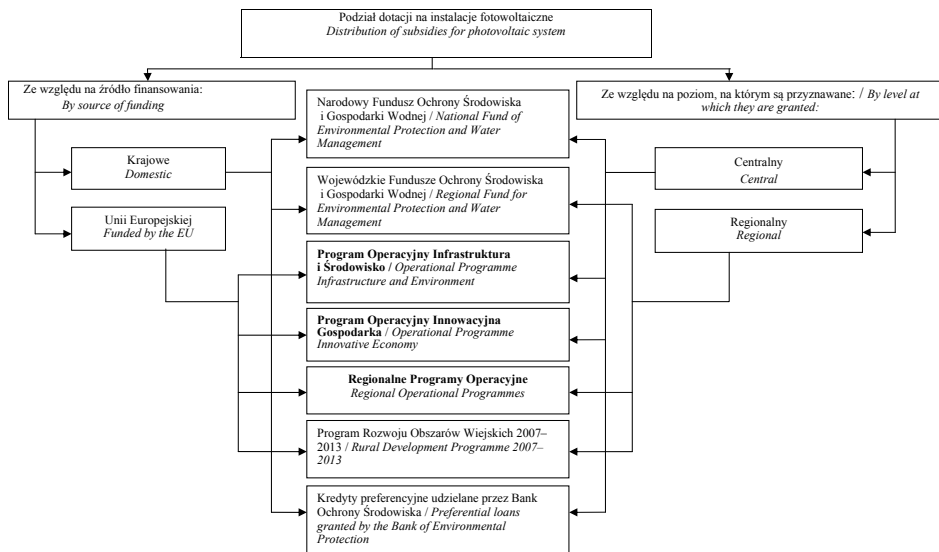 Podział dotacji na instalacje fotowoltaiczne
Distribution of subsidies for photovoltaic system
Ze względu na źródło finansowania:
By source of funding
Ze względu na poziom, na którym są przyznawane: / By level at
which they are granted:
Krajowe
Domestic
Unii Europejskiej
Funded by the EU
Narodowy Fundusz Ochrony Środowiska
i Gospodarki Wodnej / National Fund of
Environmental Protection and Water
Management
Wojewódzkie Fundusze Ochrony Środowiska
i Gospodarki Wodnej / Regional Fund for
Environmental Protection and Water
Management
Program Operacyjny Infrastruktura
i Środowisko / Operational Programme
Infrastructure and Environment
Program Operacyjny Innowacyjna
Gospodarka / Operational Programme
Innovative Economy
Regionalne Programy Operacyjne
Regional Operational Programmes
Program Rozwoju Obszarów Wiejskich 2007–
2013 / Rural Development Programme 2007–
2013
Kredyty preferencyjne udzielane przez Bank
Ochrony Środowiska / Preferential loans
granted by the Bank of Environmental
Protection
Centralny
Central
Regionalny
Regional